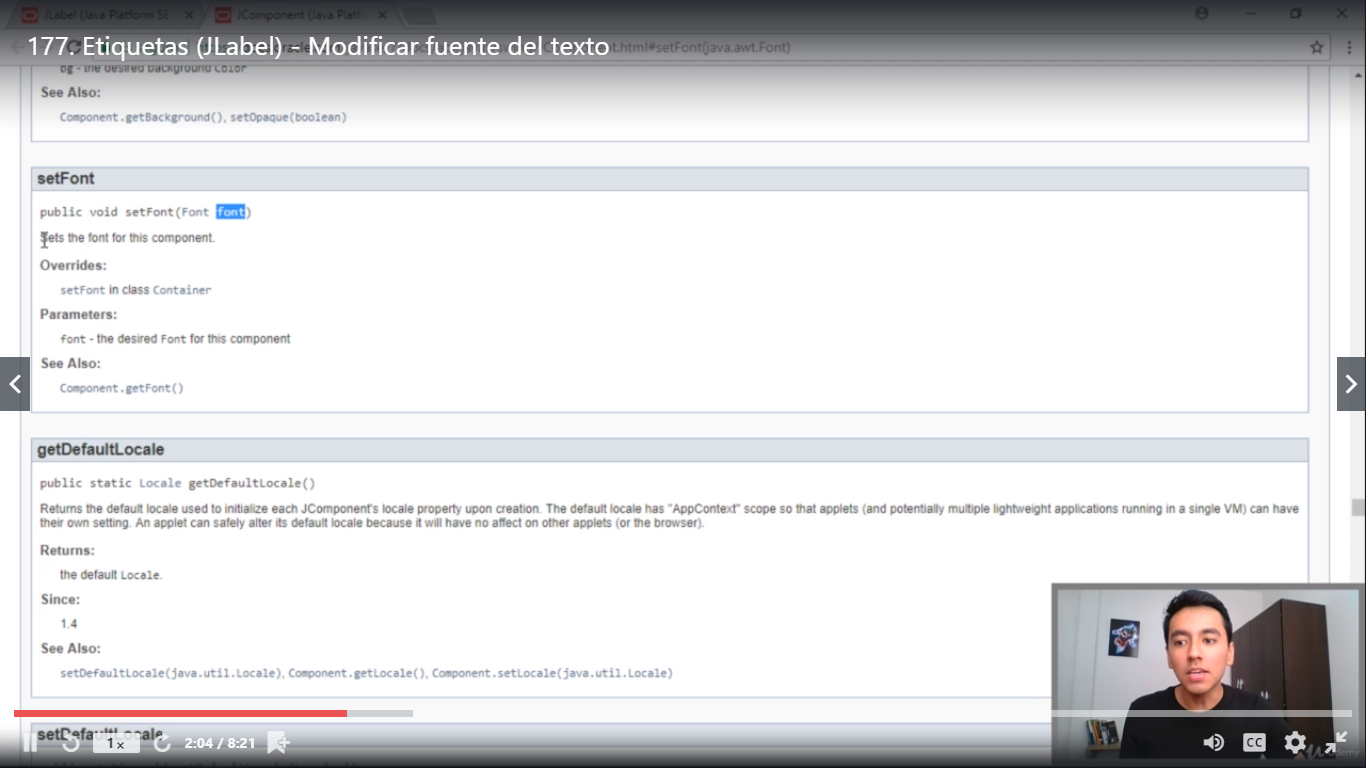 JLabel (Java Platform SE
JComponent (Java Platfo
177. Etiquetas (JLabel) - Modificar fuente del texto
t.html#setFont(java.awt.Font)
bg - the desired background Color
See Also:
Component.getBackground(), setOpaque(boolean)
setFont
public void setFont(Font font)
Sets the font for this component.
Overrides:
setFont in class Container
Parameters:
font - the desired Font for this component
See Also:
Component.getFont()
getDefaultLocale
public static Locale getDefaultLocale()
Returns the default locale used to initialize each JComponent's locale property upon creation. The default locale has "AppContext" scope so that applets (and potentially multiple lightweight applications running in a single VM) can have
their own setting. An applet can safely alter its default locale because it will have no affect on other applets (or the browser).
Returns:
the default Locale.
Since:
1.4
See Also:
setDefaultLocale(java.util.Locale), Component.getLocale(), Component.setLocale(java.util.Locale)
setDefaultLocale
1x
2:04 / 8:21
CC